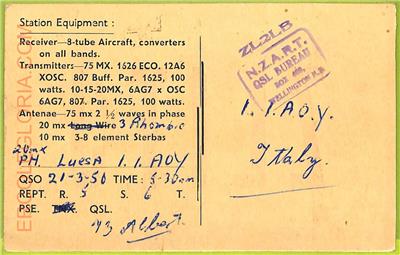 Station Equipment :
Receiver—8-tube Aircraft, converters
on all bands.
Transmitters—75 MX. 1626 ECO. 12A6
XOSC. 807 Buff. Par. 1625, 100
watts. 10-15-20MX, 6AG7 x OSC
6AG7, 807. Par. 1625, 100 watts.
Antenae—75 mx 2 ½ waves in phase
20 mx Long Wire 3 Rhombic
10 mx 3-8 element Sterbas
20mx
PH. LUESA I.1.AOY
QSO 21-3-50 TIME: 5-30am
REPT. R. 5 S. 6 T.
PSE. TNX. QSL.
73 Albert
ZL2LB
N.Z.A.R.T.
QSL BUREAU
BOX 489,
WELLINGTON N.Z.
I.1.AOY.
Italy.